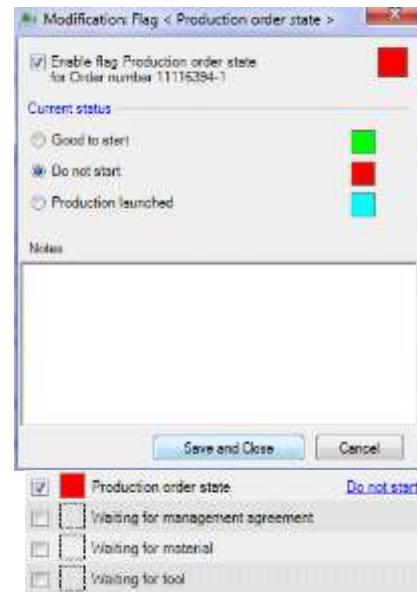 Modification: Flag < Production order state >
Enable flag Production order state
for Order number 11116394-1
Current status
Good to start
Do not start
Production launched
Notes
Save and Close Cancel
Production order state Do not start
Waiting for management agreement
Waiting for material
Waiting for tool